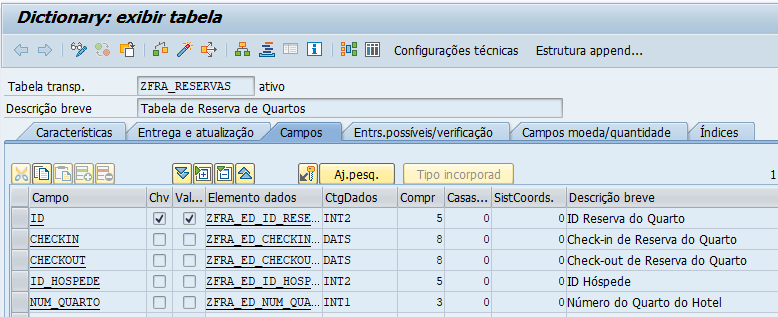 Dictionary: exibir tabela
Configurações técnicas Estrutura append...
Tabela transp. ZFRA_RESERVAS ativo
Descrição breve Tabela de Reserva de Quartos
Características Entrega e atualização Campos Entrs.possíveis/verificação Campos moeda/quantidade Índices
Aj.pesq. Tipo incorporad 1
Campo Chv Val... Elemento dados CtgDados Compr Casas... SistCoords. Descrição breve
ID ZFRA_ED_ID_RESE... INT2 5 0 0 ID Reserva do Quarto
CHECKIN ZFRA_ED_CHECKIN... DATS 8 0 0 Check-in de Reserva do Quarto
CHECKOUT ZFRA_ED_CHECKOU... DATS 8 0 0 Check-out de Reserva do Quarto
ID_HOSPEDE ZFRA_ED_ID_HOSP... INT2 5 0 0 ID Hóspede
NUM_QUARTO ZFRA_ED_NUM_QUA... INT1 3 0 0 Número do Quarto do Hotel